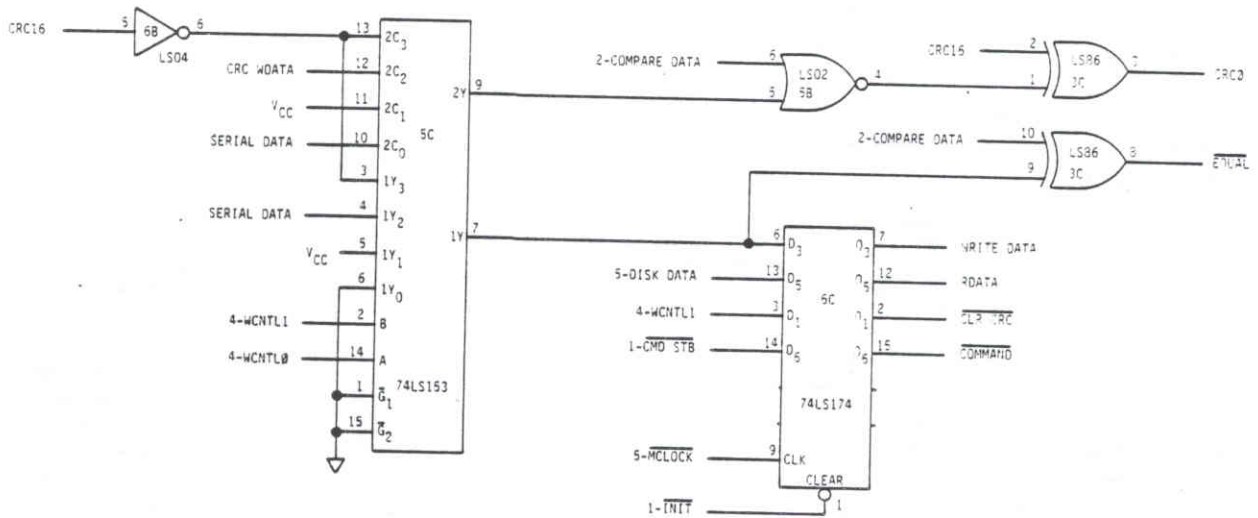 CRC16
5
6B
6
LS04
13
2C3
CRC WDATA
12
2C2
VCC
11
2C1
SERIAL DATA
10
2C0
3
1Y3
SERIAL DATA
4
1Y2
VCC
5
1Y1
6
1Y0
4-WCNTL1
2
B
4-WCNTL0
14
A
1
G1
15
G2
5C
74LS153
2Y
9
1Y
7
2-COMPARE DATA
6
5
LS02
5B
4
CRC15
2
1
LS86
3C
3
CRC0
2-COMPARE DATA
10
9
LS86
3C
8
EQUAL
6
D3
Q3
7
WRITE DATA
5-DISK DATA
13
D5
Q5
12
RDATA
6C
4-WCNTL1
3
D1
Q1
2
CLR CRC
1-CMD STB
14
D6
Q6
15
COMMAND
74LS174
5-MCLOCK
9
CLK
CLEAR
1
1-INIT